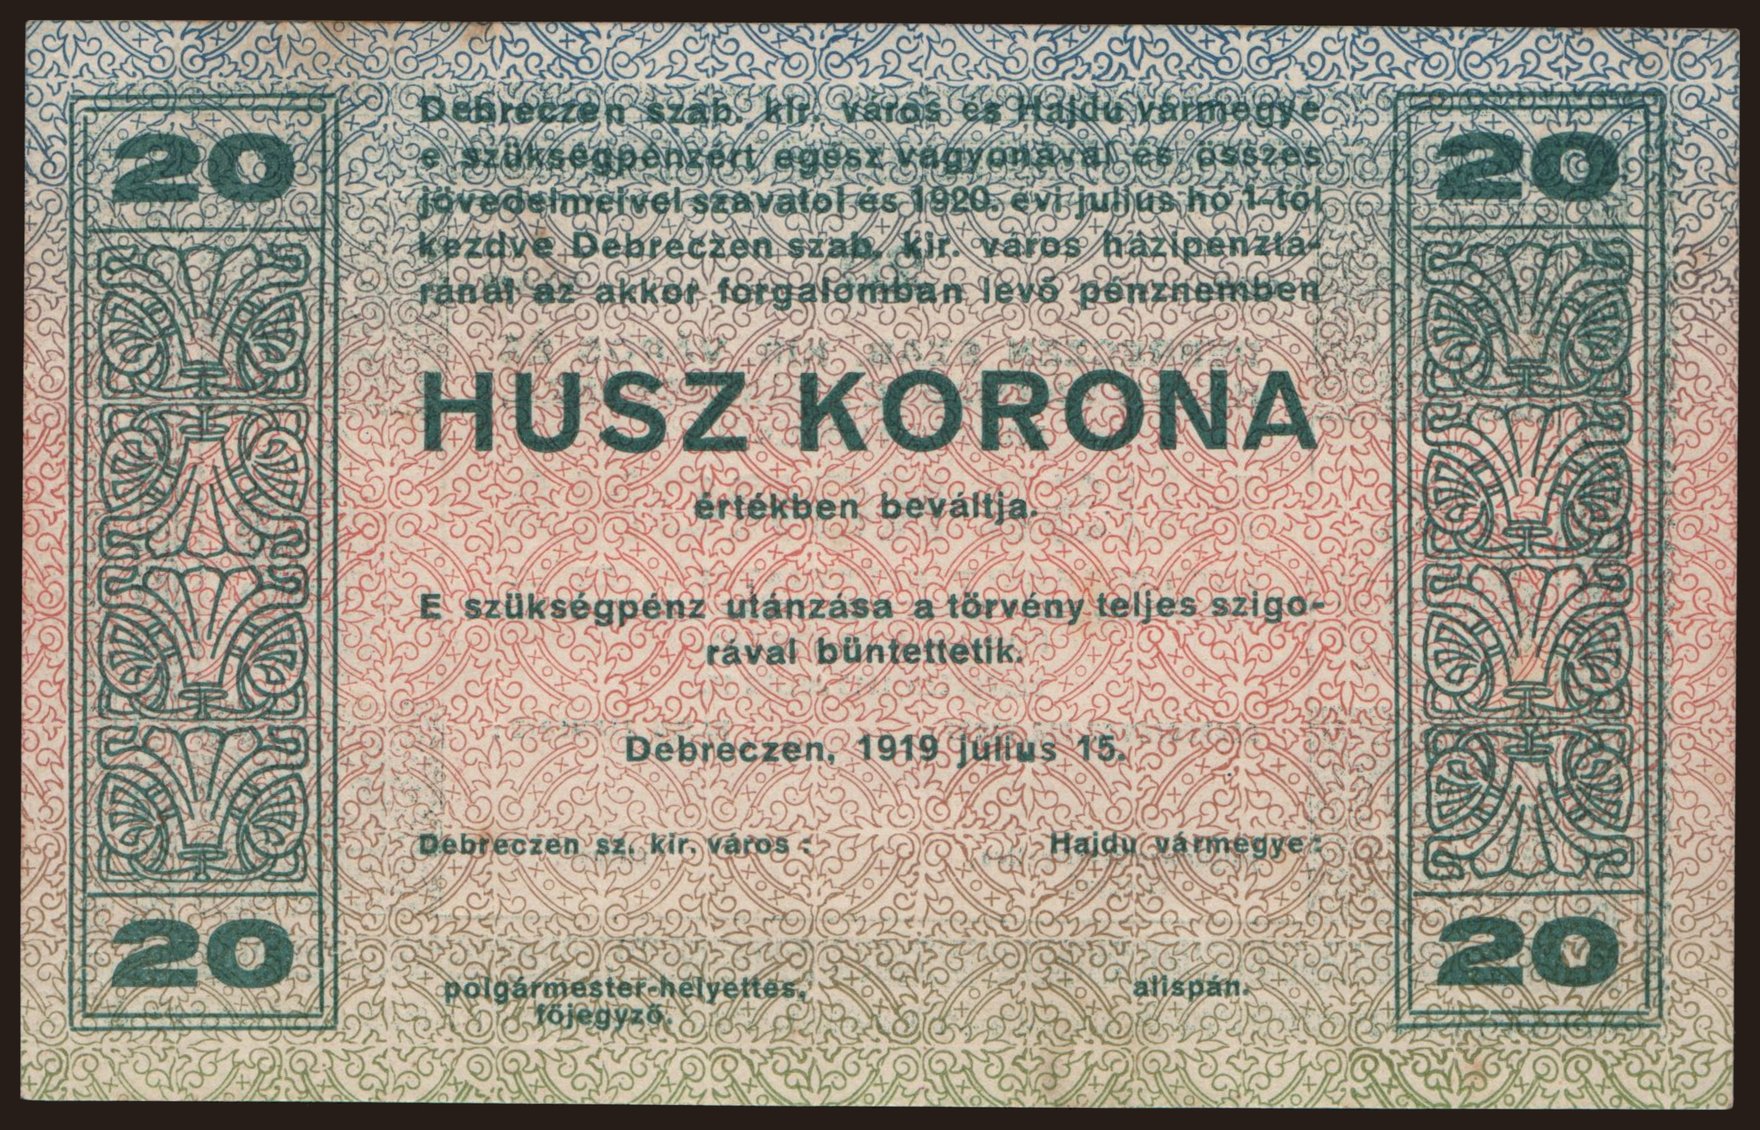 20
20
Debreczen szab. kir. város és Hajdu vármegye
e szükségpénzért egész vagyonával és összes
jövedelmeivel szavatol és 1920. évi julius hó 1-től
kezdve Debreczen szab. kir. város házipénztá-
ránál az akkor forgalomban levő pénznemben
HUSZ KORONA
értékben beváltja.
E szükségpénz utánzása a törvény teljes szigo-
rával büntettetik.
Debreczen, 1919 julius 15.
Debreczen sz. kir. város :
Hajdu vármegye :
polgármester-helyettes,
főjegyző.
alispán.
20
20